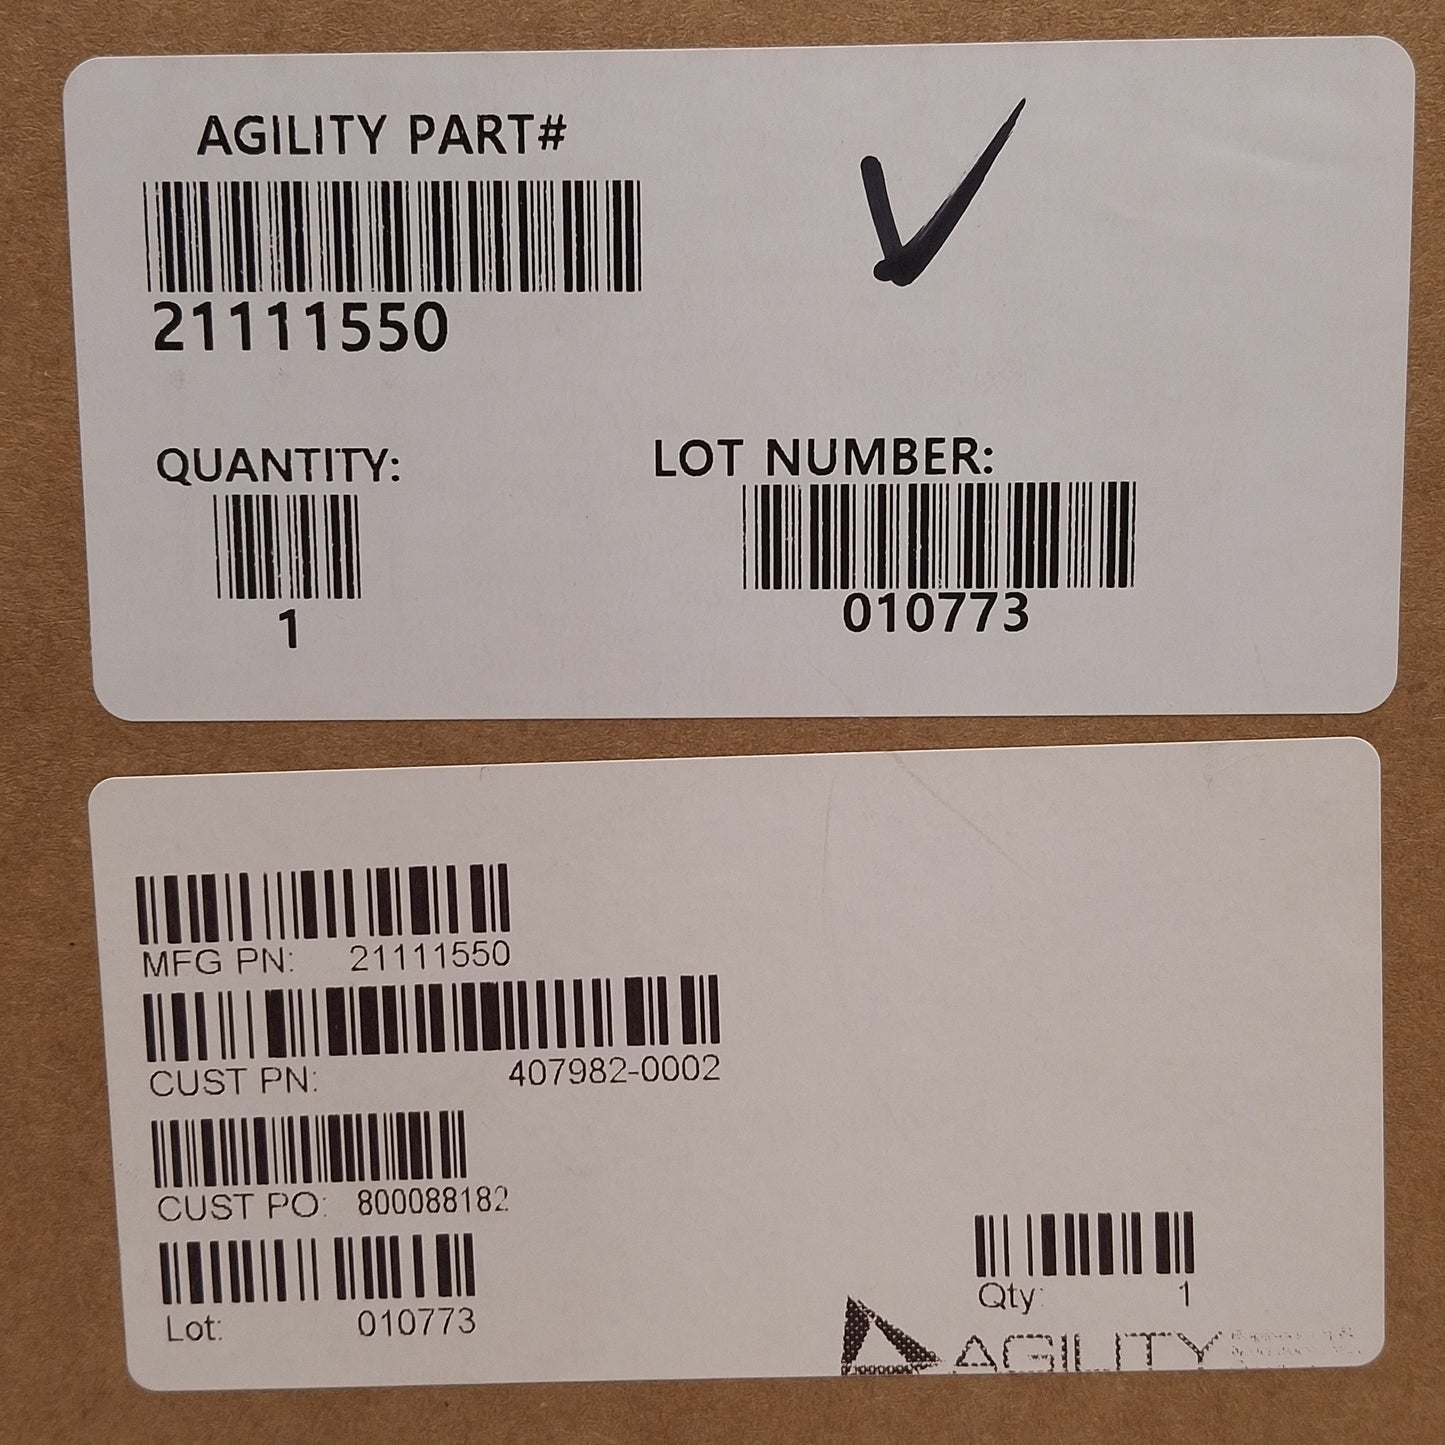 AGILITY PART#
21111550
QUANTITY:
1
LOT NUMBER:
010773
MFG PN: 21111550
CUST PN: 407982-0002
CUST PO: 800088182
Lot: 010773
Qty: 1
AGILITY